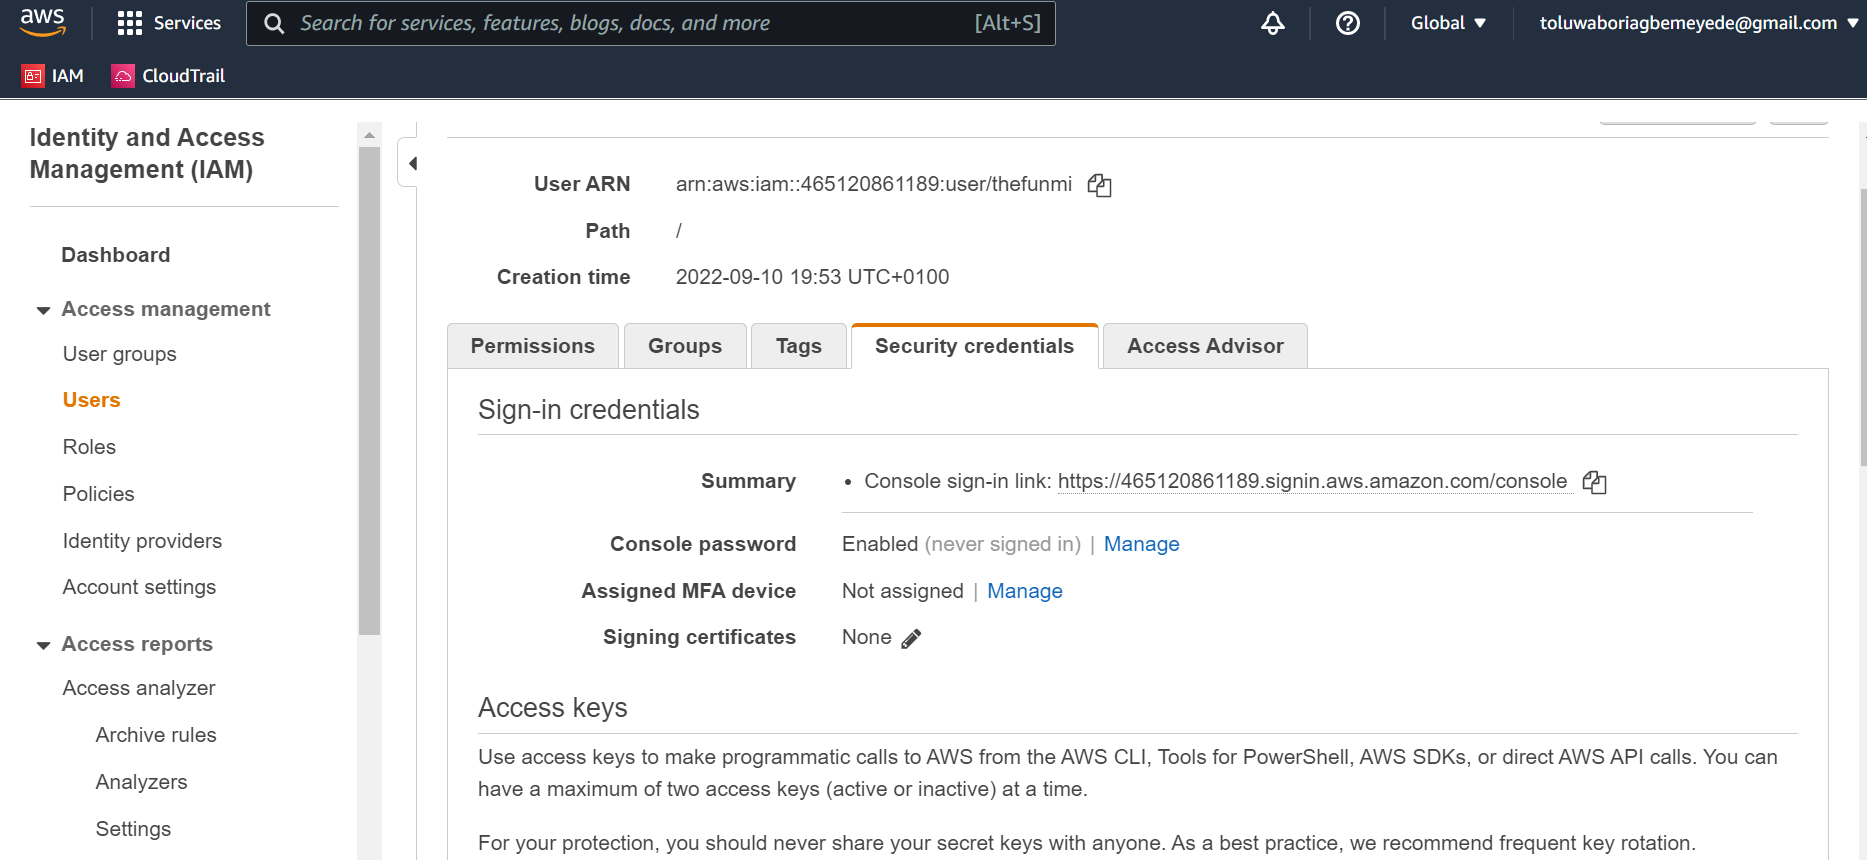 aws
Services
Search for services, features, blogs, docs, and more
[Alt+S]
Global
toluwaboriagbemeyede@gmail.com
IAM
CloudTrail
Identity and Access
Management (IAM)
Dashboard
Access management
User groups
Users
Roles
Policies
Identity providers
Account settings
Access reports
Access analyzer
Archive rules
Analyzers
Settings
User ARN arn:aws:iam::465120861189:user/thefunmi
Path /
Creation time 2022-09-10 19:53 UTC+0100
Permissions
Groups
Tags
Security credentials
Access Advisor
Sign-in credentials
Summary • Console sign-in link: https://465120861189.signin.aws.amazon.com/console
Console password Enabled (never signed in) | Manage
Assigned MFA device Not assigned | Manage
Signing certificates None
Access keys
Use access keys to make programmatic calls to AWS from the AWS CLI, Tools for PowerShell, AWS SDKs, or direct AWS API calls. You can
have a maximum of two access keys (active or inactive) at a time.
For your protection, you should never share your secret keys with anyone. As a best practice, we recommend frequent key rotation.